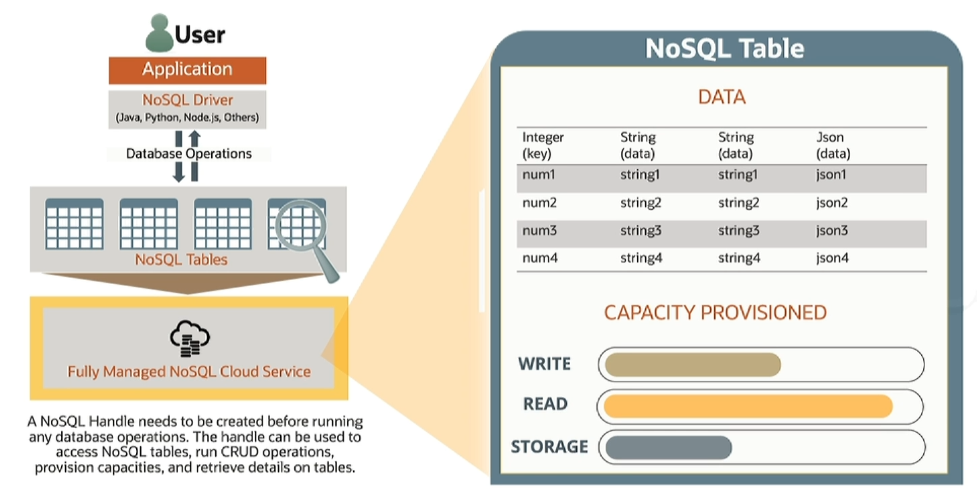 User
Application
NoSQL Driver
(Java, Python, Node.js, Others)
Database Operations
NoSQL Tables
Fully Managed NoSQL Cloud Service
A NoSQL Handle needs to be created before running
any database operations. The handle can be used to
access NoSQL tables, run CRUD operations,
provision capacities, and retrieve details on tables.
NoSQL Table
DATA
Integer String String Json
(key) (data) (data) (data)
num1 string1 string1 json1
num2 string2 string2 json2
num3 string3 string3 json3
num4 string4 string4 json4
CAPACITY PROVISIONED
WRITE
READ
STORAGE